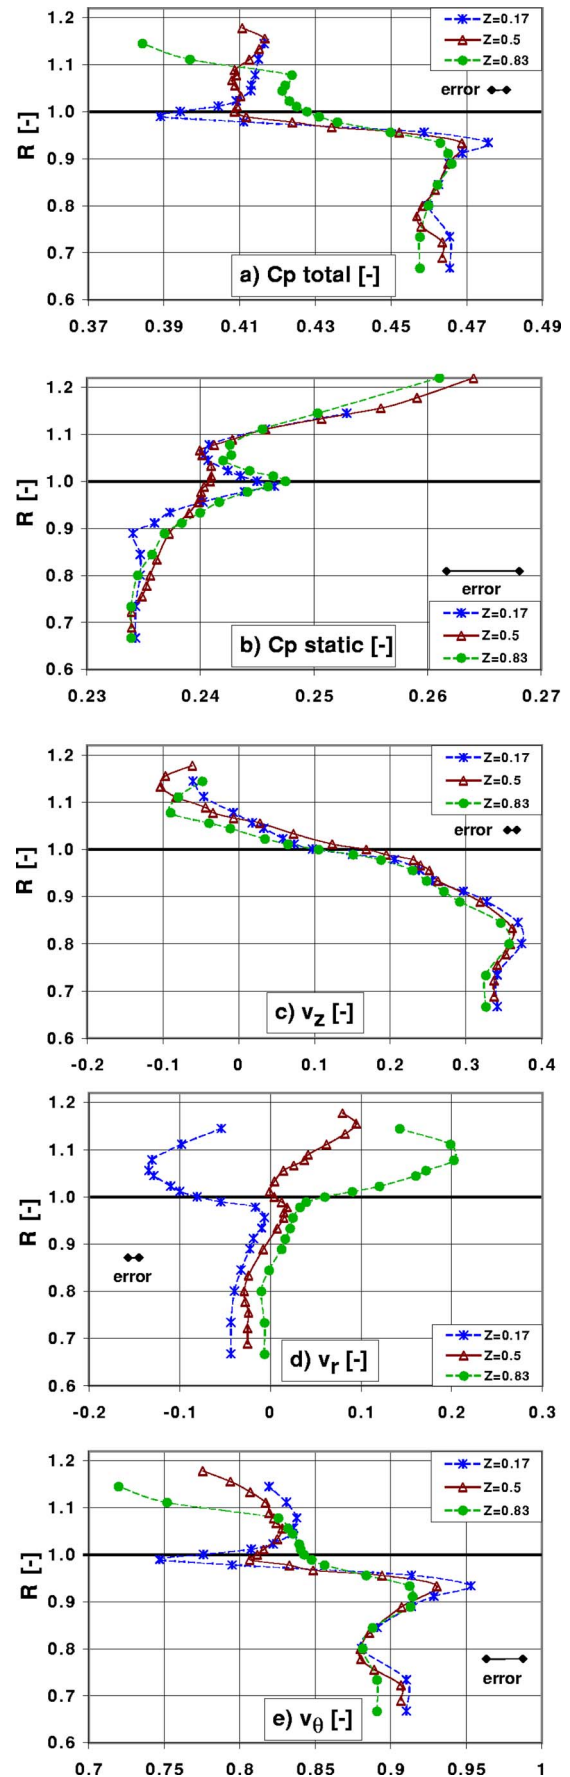 1.2
Z=0.17
Z=0.5
Z=0.83
1.1
error
1.0
R [-]
0.9
0.8
0.7
a) Cp total [-]
0.6
0.37 0.39 0.41 0.43 0.45 0.47 0.49
1.2
1.1
1.0
R [-]
0.9
0.8
error
0.7
Z=0.17
Z=0.5
Z=0.83
b) Cp static [-]
0.6
0.23 0.24 0.25 0.26 0.27
1.2
Z=0.17
Z=0.5
Z=0.83
1.1
error
1.0
R [-]
0.9
0.8
0.7
c) vz [-]
0.6
-0.2 -0.1 0 0.1 0.2 0.3 0.4
1.2
1.1
1.0
R [-]
0.9
error
0.8
0.7
d) vr [-]
Z=0.17
Z=0.5
Z=0.83
0.6
-0.2 -0.1 0 0.1 0.2 0.3
1.2
Z=0.17
Z=0.5
Z=0.83
1.1
1.0
R [-]
0.9
0.8
error
0.7
e) vθ [-]
0.6
0.7 0.75 0.8 0.85 0.9 0.95 1